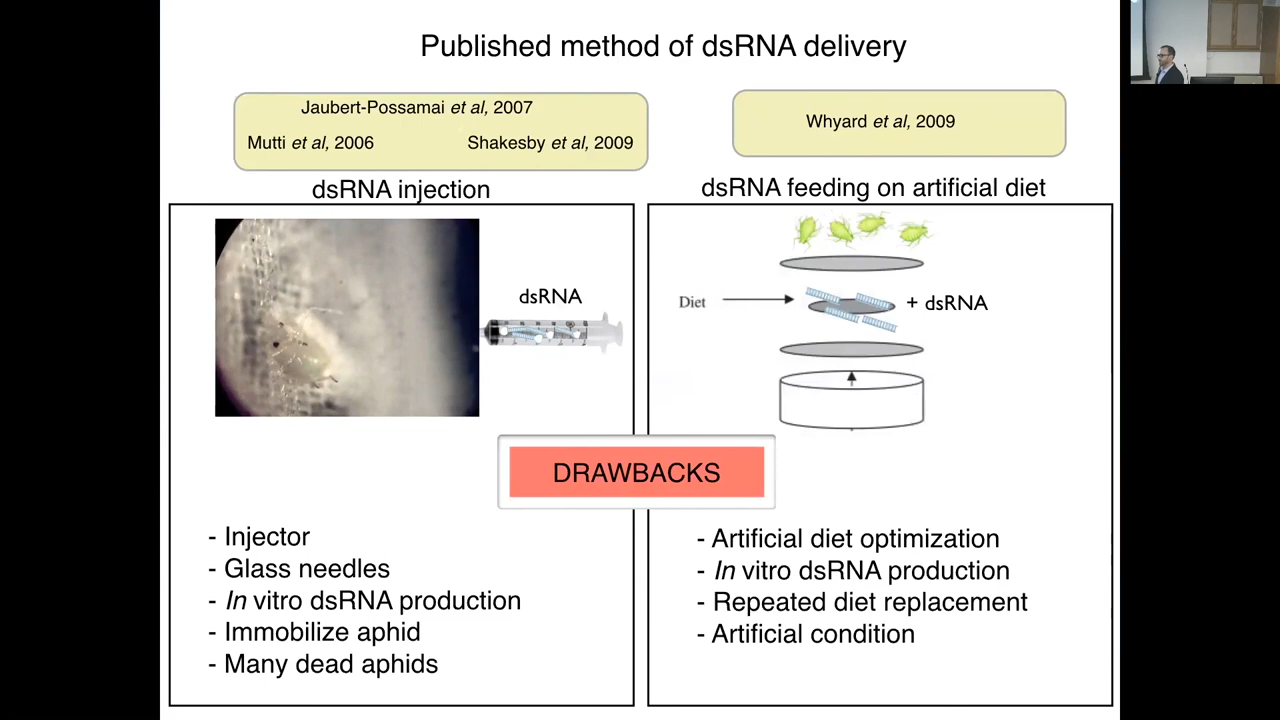 Published method of dsRNA delivery
Jaubert-Possamai et al, 2007
Mutti et al, 2006
Shakesby et al, 2009
dsRNA injection
dsRNA
Whyard et al, 2009
dsRNA feeding on artificial diet
Diet
+ dsRNA
DRAWBACKS
- Injector
- Glass needles
- In vitro dsRNA production
- Immobilize aphid
- Many dead aphids
- Artificial diet optimization
- In vitro dsRNA production
- Repeated diet replacement
- Artificial condition